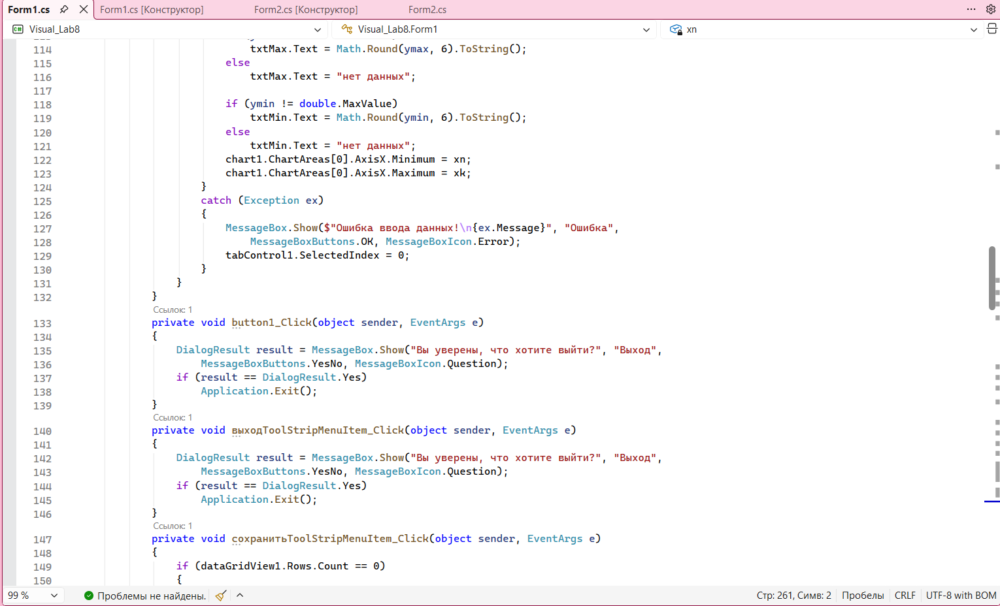 Form1.cs Form1.cs [Конструктор] Form2.cs [Конструктор] Form2.cs
Visual_Lab8 Visual_Lab8.Form1 xn
114 txtMax.Text = Math.Round(ymax, 6).ToString();
115 else
116 txtMax.Text = "нет данных";
117
118 if (ymin != double.MaxValue)
119 txtMin.Text = Math.Round(ymin, 6).ToString();
120 else
121 txtMin.Text = "нет данных";
122 chart1.ChartAreas[0].AxisX.Minimum = xn;
123 chart1.ChartAreas[0].AxisX.Maximum = xk;
124 }
125 catch (Exception ex)
126 {
127 MessageBox.Show($"Ошибка ввода данных!\n{ex.Message}", "Ошибка",
128 MessageBoxButtons.OK, MessageBoxIcon.Error);
129 tabControl1.SelectedIndex = 0;
130 }
131 }
132 }
Ссылок: 1
133 private void button1_Click(object sender, EventArgs e)
134 {
135 DialogResult result = MessageBox.Show("Вы уверены, что хотите выйти?", "Выход",
136 MessageBoxButtons.YesNo, MessageBoxIcon.Question);
137 if (result == DialogResult.Yes)
138 Application.Exit();
139 }
Ссылок: 1
140 private void выходToolStripMenuItem_Click(object sender, EventArgs e)
141 {
142 DialogResult result = MessageBox.Show("Вы уверены, что хотите выйти?", "Выход",
143 MessageBoxButtons.YesNo, MessageBoxIcon.Question);
144 if (result == DialogResult.Yes)
145 Application.Exit();
146 }
Ссылок: 1
147 private void сохранитьToolStripMenuItem_Click(object sender, EventArgs e)
148 {
149 if (dataGridView1.Rows.Count == 0)
150 {
99 % Проблемы не найдены. Стр: 261, Симв: 2 Пробелы CRLF UTF-8 with BOM